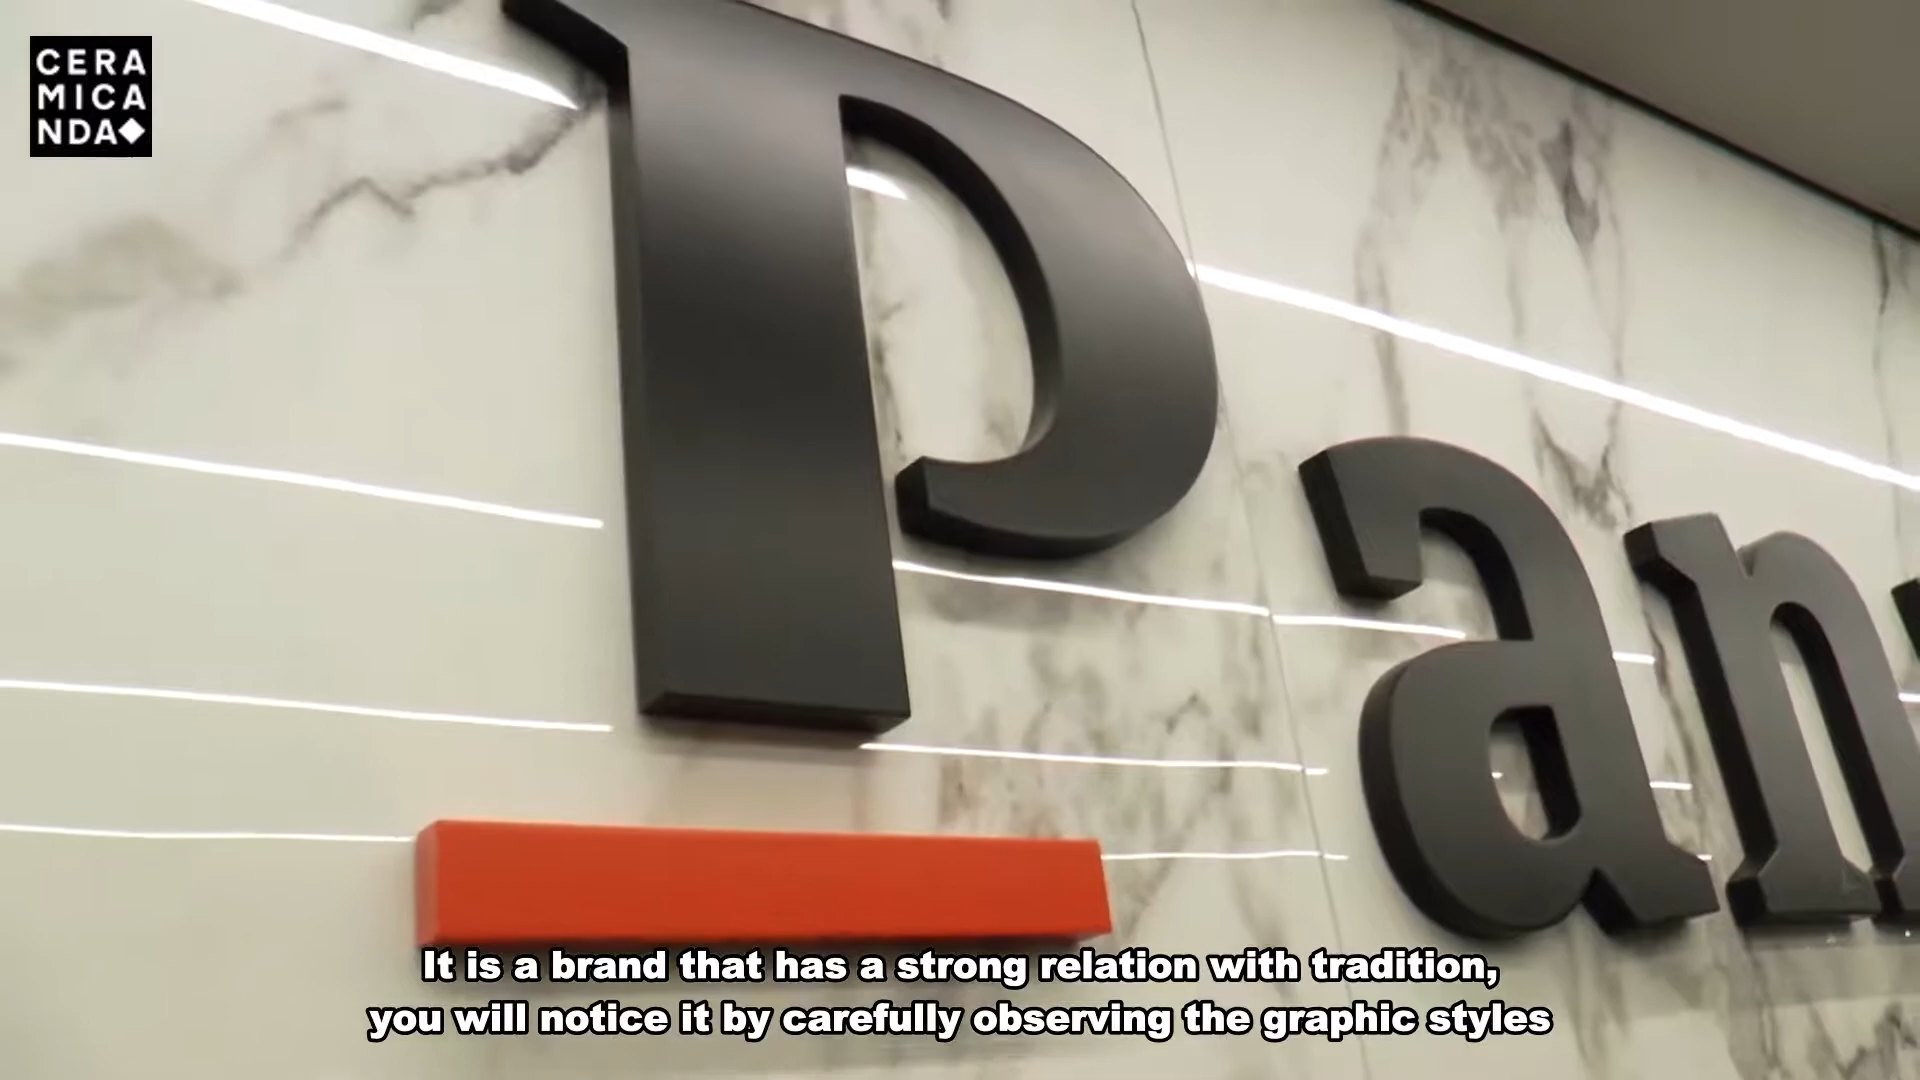 CERA
MICA
NDA
Pan
It is a brand that has a strong relation with tradition,
you will notice it by carefully observing the graphic styles